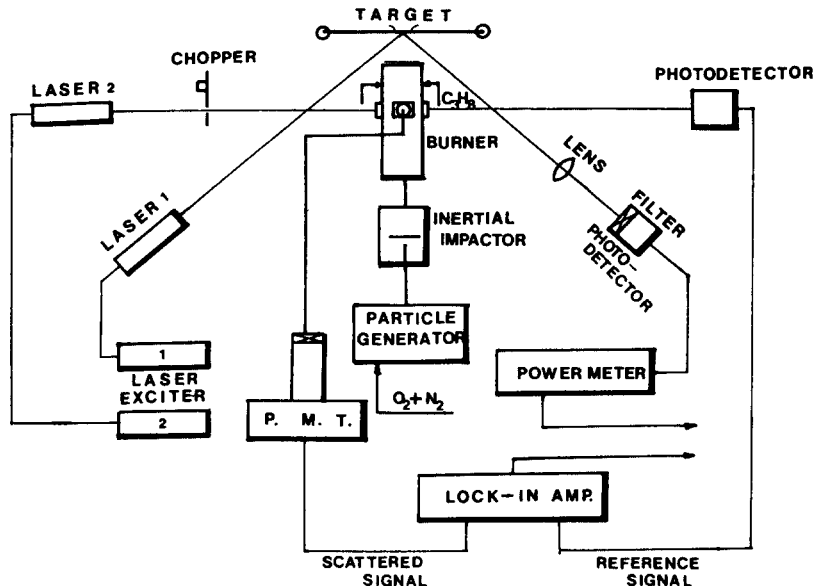 TARGET
CHOPPER
LASER 2
PHOTODETECTOR
C3H8
BURNER
LENS
LASER 1
FILTER
INERTIAL
IMPACTOR
PHOTO-
DETECTOR
PARTICLE
GENERATOR
1
LASER
EXCITER
2
POWER METER
O2+N2
P. M. T.
LOCK-IN AMP.
SCATTERED
SIGNAL
REFERENCE
SIGNAL